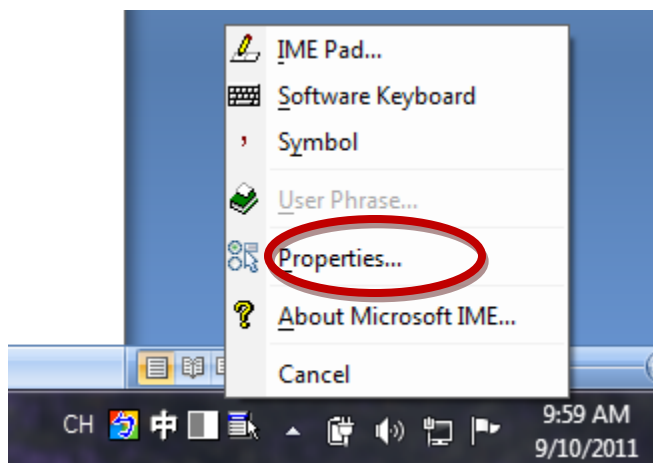 IME Pad...
Software Keyboard
Symbol
User Phrase...
Properties...
About Microsoft IME...
Cancel
CH 中 9:59 AM
9/10/2011